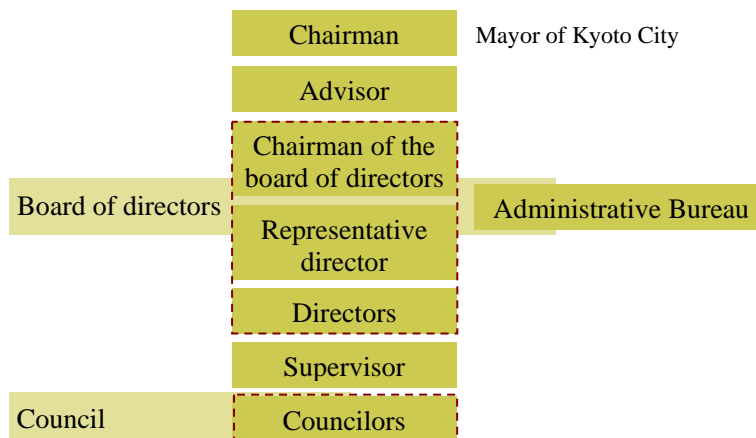 Chairman
Mayor of Kyoto City
Advisor
Chairman of the
board of directors
Board of directors
Administrative Bureau
Representative
director
Directors
Supervisor
Council
Councilors